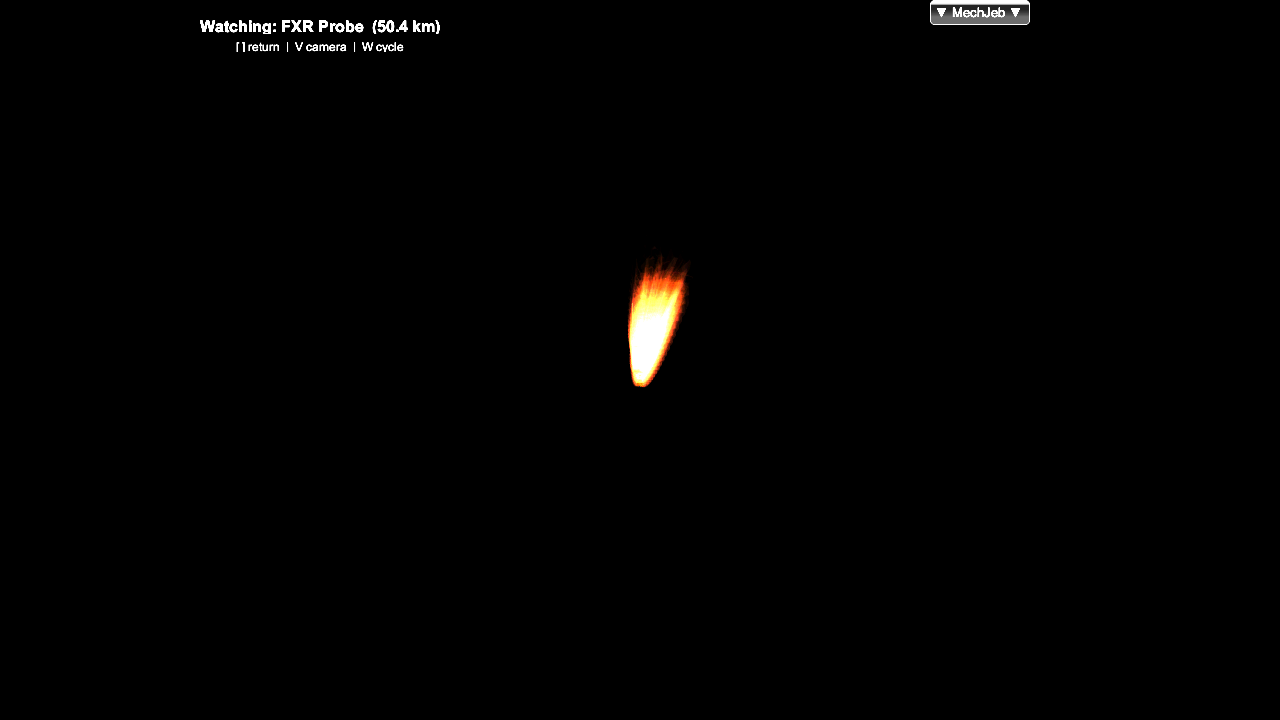 Watching: FXR Probe (50.4 km)
[ ] return | V camera | W cycle
▼ MechJeb ▼